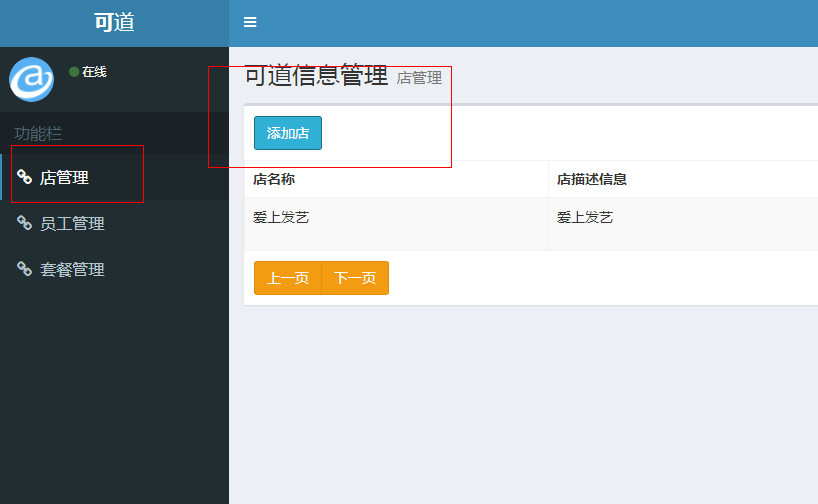 可道
在线
功能栏
店管理
员工管理
套餐管理
可道信息管理 店管理
添加店
店名称 店描述信息
爱上发艺 爱上发艺
上一页 下一页